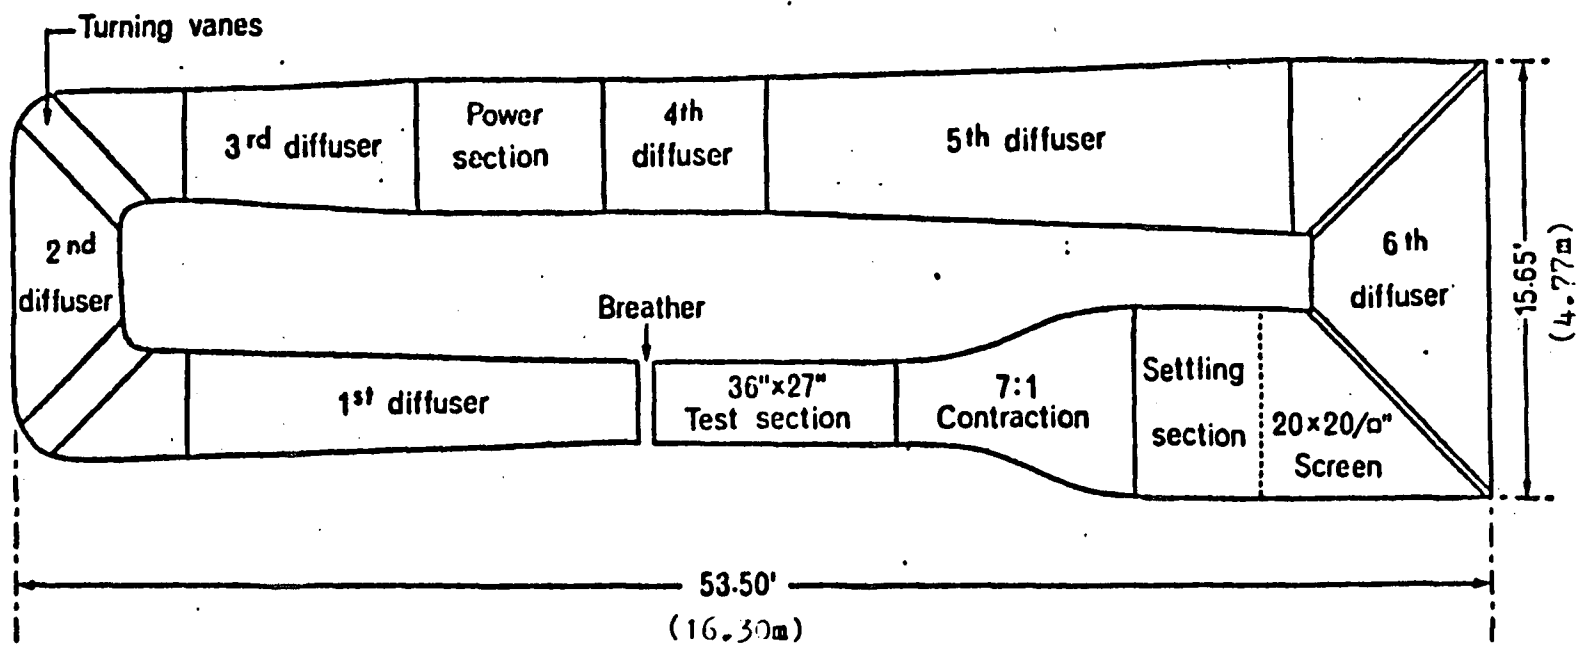 Turning vanes
3rd diffuser
Power
section
4th
diffuser
5th diffuser
2nd
diffuser
6th
diffuser
15.65'
(4.77m)
Breather
1st diffuser
36"×27"
Test section
7:1
Contraction
Settling
section
20×20/□"
Screen
53.50'
(16.30m)